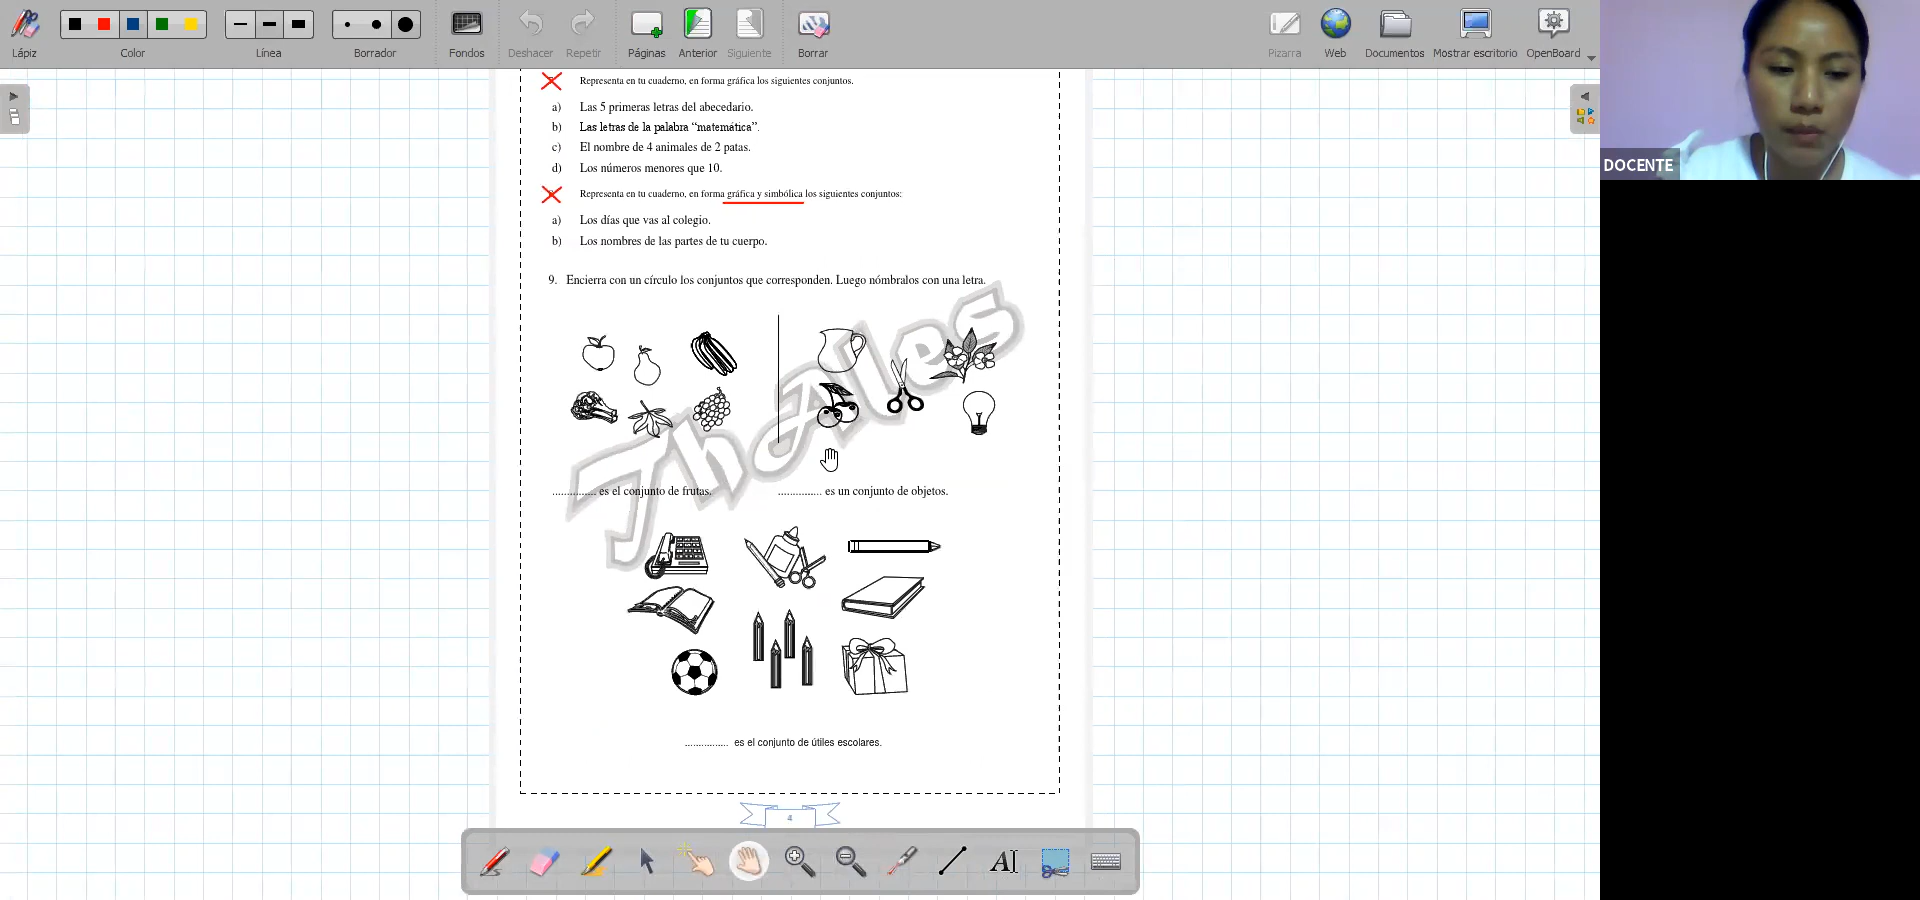 Lápiz
Color
Línea
Borrador
Fondos
Deshacer
Repetir
Páginas
Anterior
Siguiente
Borrar
Pizarra
Web
Documentos
Mostrar escritorio
OpenBoard
DOCENTE
Representa en tu cuaderno, en forma gráfica los siguientes conjuntos.
a) Las 5 primeras letras del abecedario.
b) Las letras de la palabra “matemática”.
c) El nombre de 4 animales de 2 patas.
d) Los números menores que 10.
Representa en tu cuaderno, en forma gráfica y simbólica los siguientes conjuntos:
a) Los días que vas al colegio.
b) Los nombres de las partes de tu cuerpo.
9. Encierra con un círculo los conjuntos que corresponden. Luego nómbralos con una letra.
Thales
............... es el conjunto de frutas.
............... es un conjunto de objetos.
............... es el conjunto de útiles escolares.
4